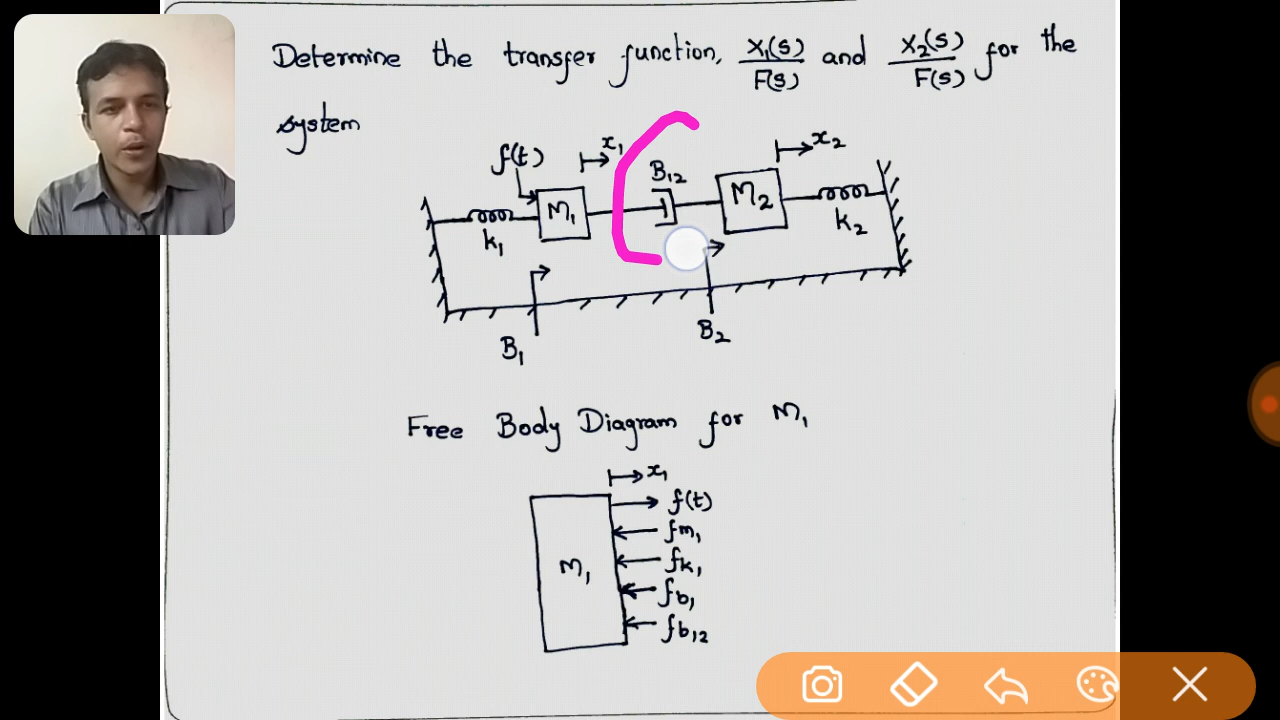 Determine the transfer function, X₁(s)/F(s) and X₂(s)/F(s) for the
system
f(t) x₁ B₁₂ x₂
M₁ M₂
k₁ k₂
B₁ B₂
Free Body Diagram for M₁
x₁
f(t)
fm₁
M₁ fk₁
fb₁
fb₁₂